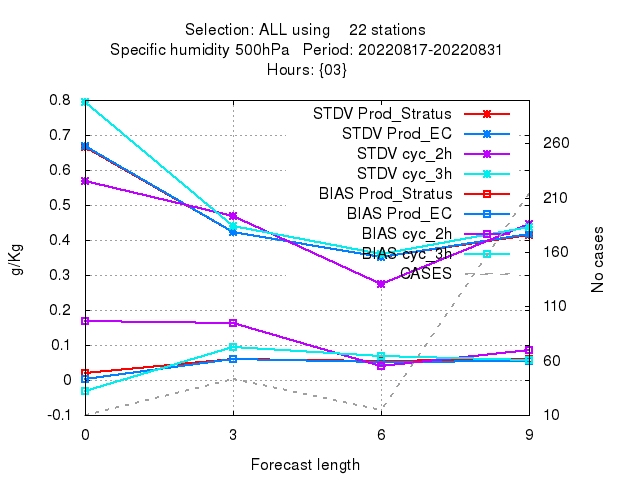 Selection: ALL using 22 stations
Specific humidity 500hPa Period: 20220817-20220831
Hours: {03}
0.8
0.7
0.6
0.5
0.4
0.3
0.2
0.1
0
-0.1
g/Kg
STDV Prod_Stratus
STDV Prod_EC
STDV cyc_2h
STDV cyc_3h
BIAS Prod_Stratus
BIAS Prod_EC
BIAS cyc_2h
BIAS cyc_3h
CASES
260
210
160
110
60
10
No cases
0 3 6 9
Forecast length